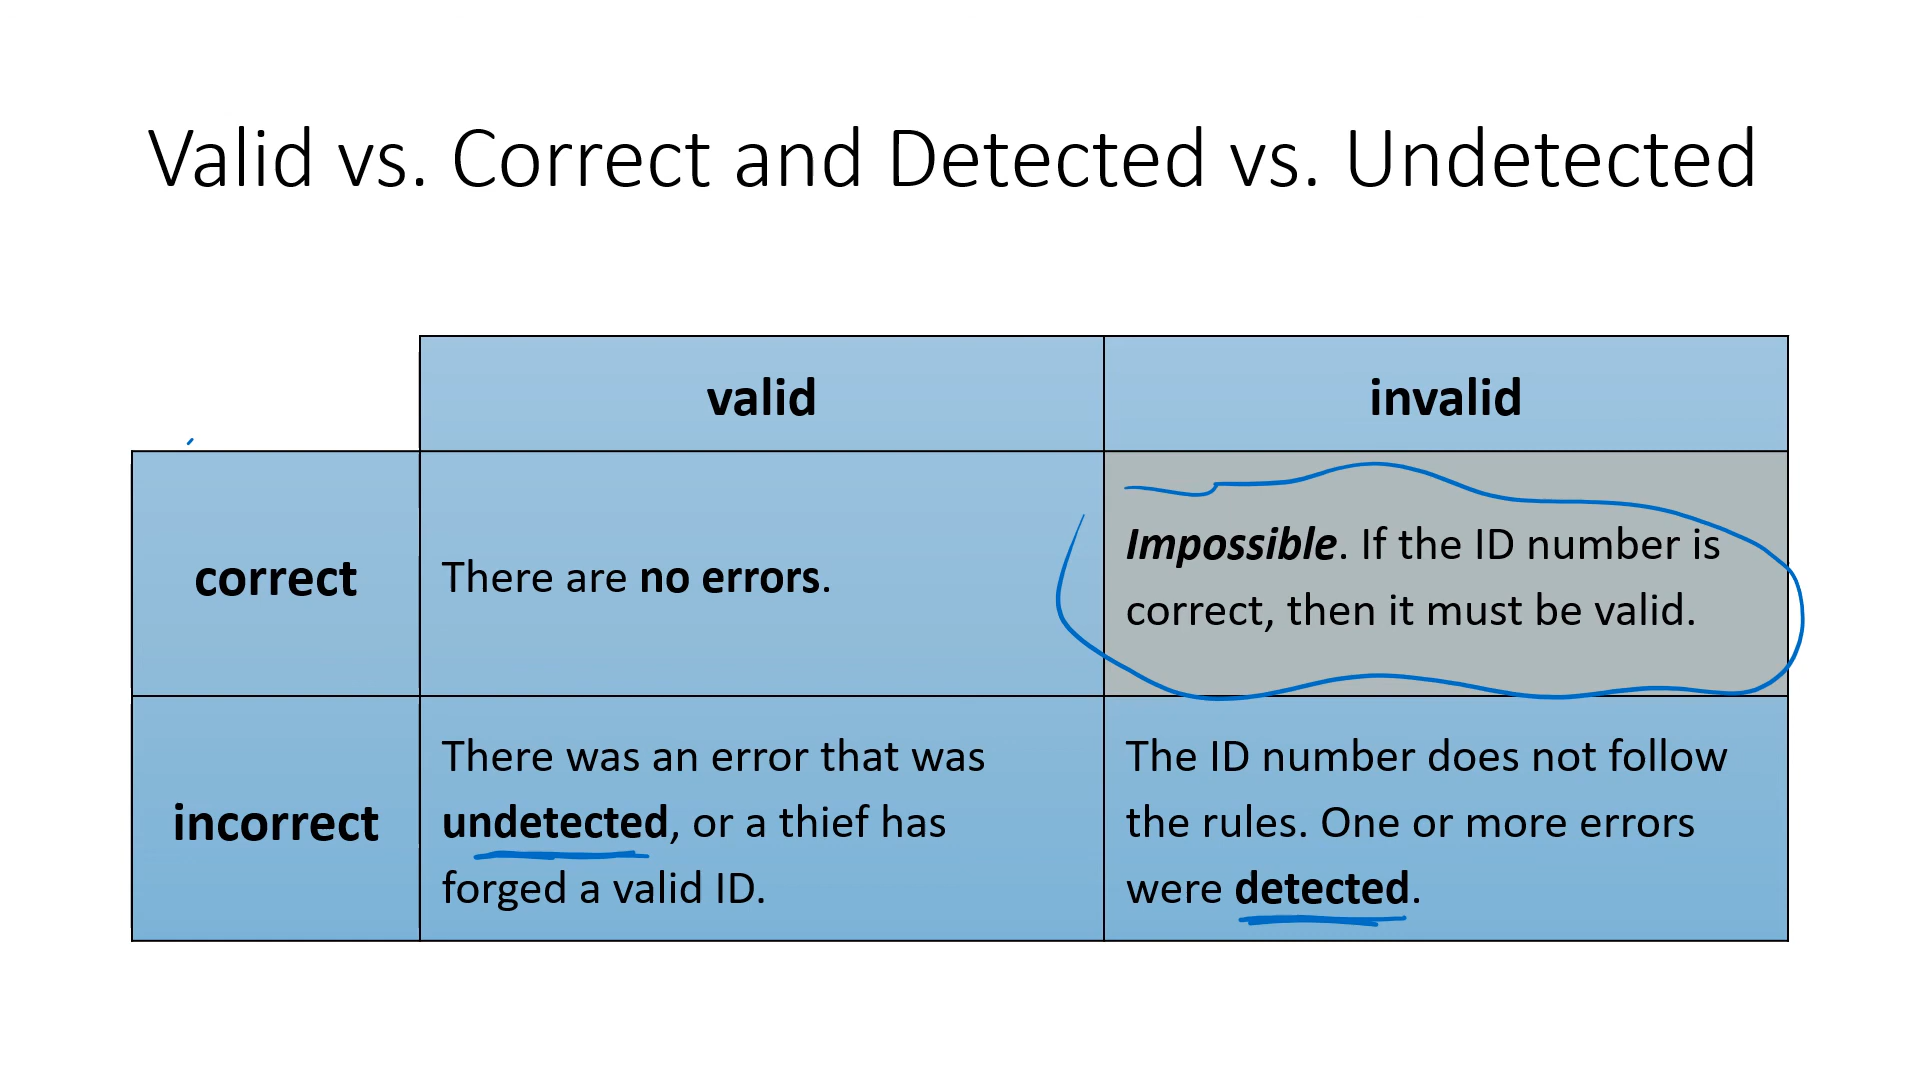 Valid vs. Correct and Detected vs. Undetected
valid
invalid
correct
There are no errors.
Impossible. If the ID number is
correct, then it must be valid.
incorrect
There was an error that was
undetected, or a thief has
forged a valid ID.
The ID number does not follow
the rules. One or more errors
were detected.